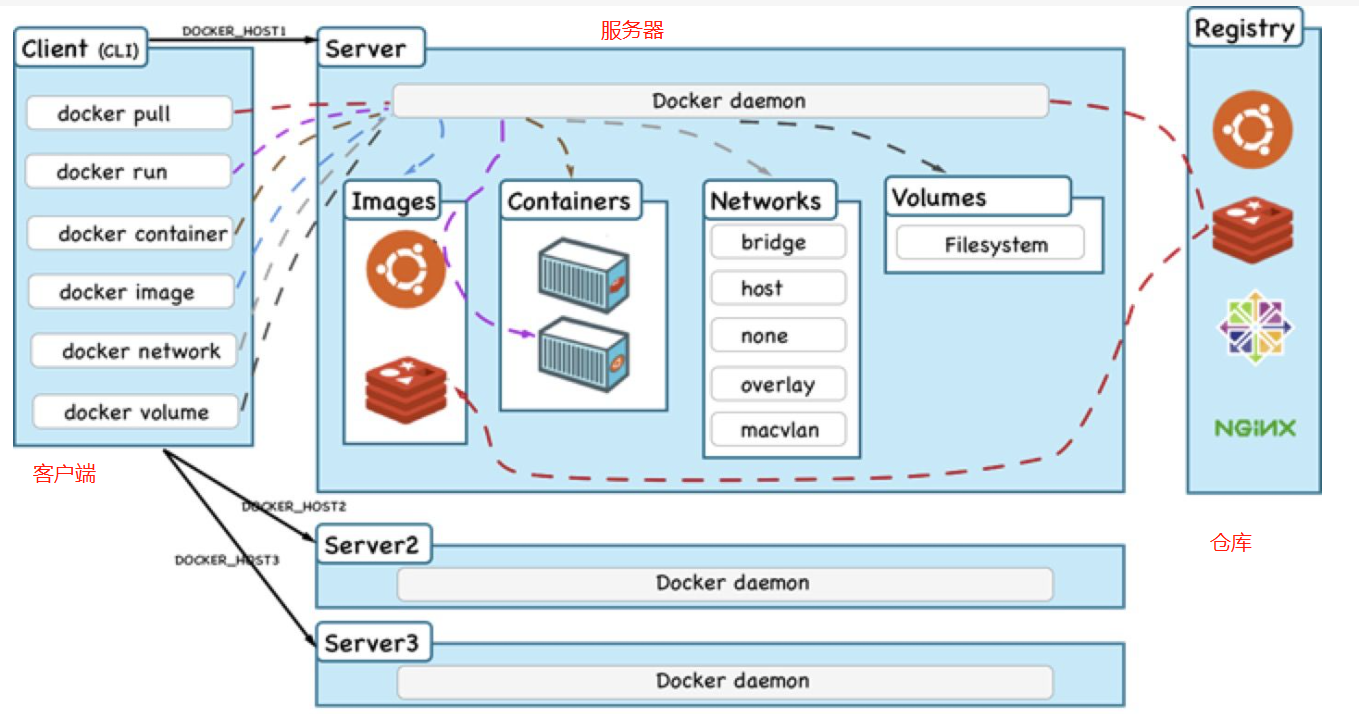 DOCKER_HOST1
服务器
Client (CLI)
Server
Registry
docker pull
docker run
docker container
docker image
docker network
docker volume
Docker daemon
Images
Containers
Networks
Volumes
bridge
host
none
overlay
macvlan
Filesystem
NGINX
客户端
仓库
DOCKER_HOST2
DOCKER_HOST3
Server2
Docker daemon
Server3
Docker daemon